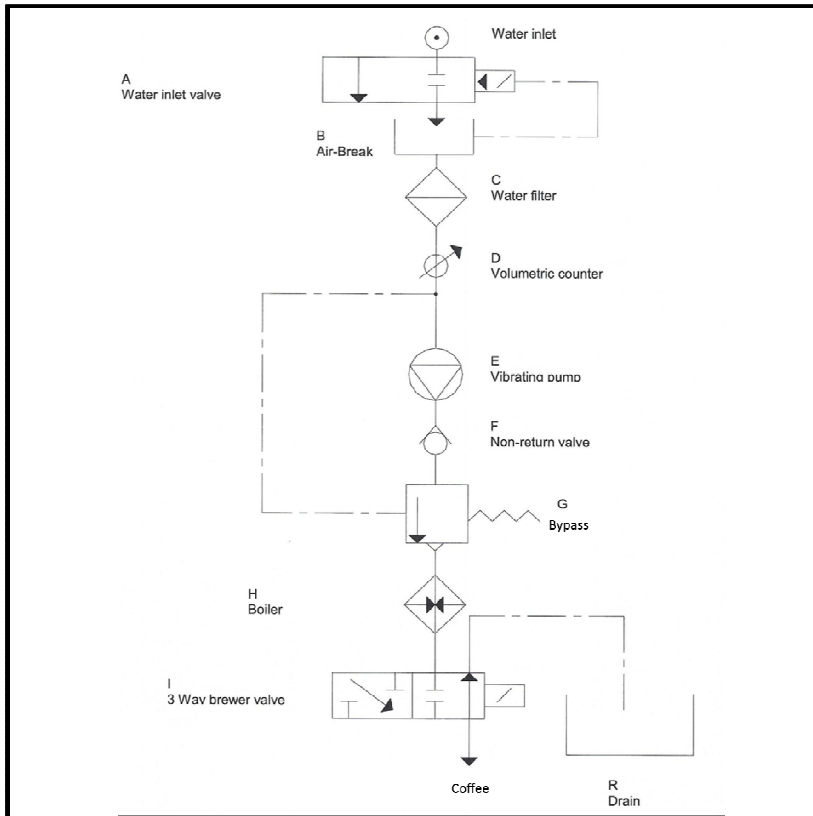 Water inlet
A
Water inlet valve
B
Air-Break
C
Water filter
D
Volumetric counter
E
Vibrating pump
F
Non-return valve
G
Bypass
H
Boiler
I
3 Way brewer valve
Coffee
R
Drain